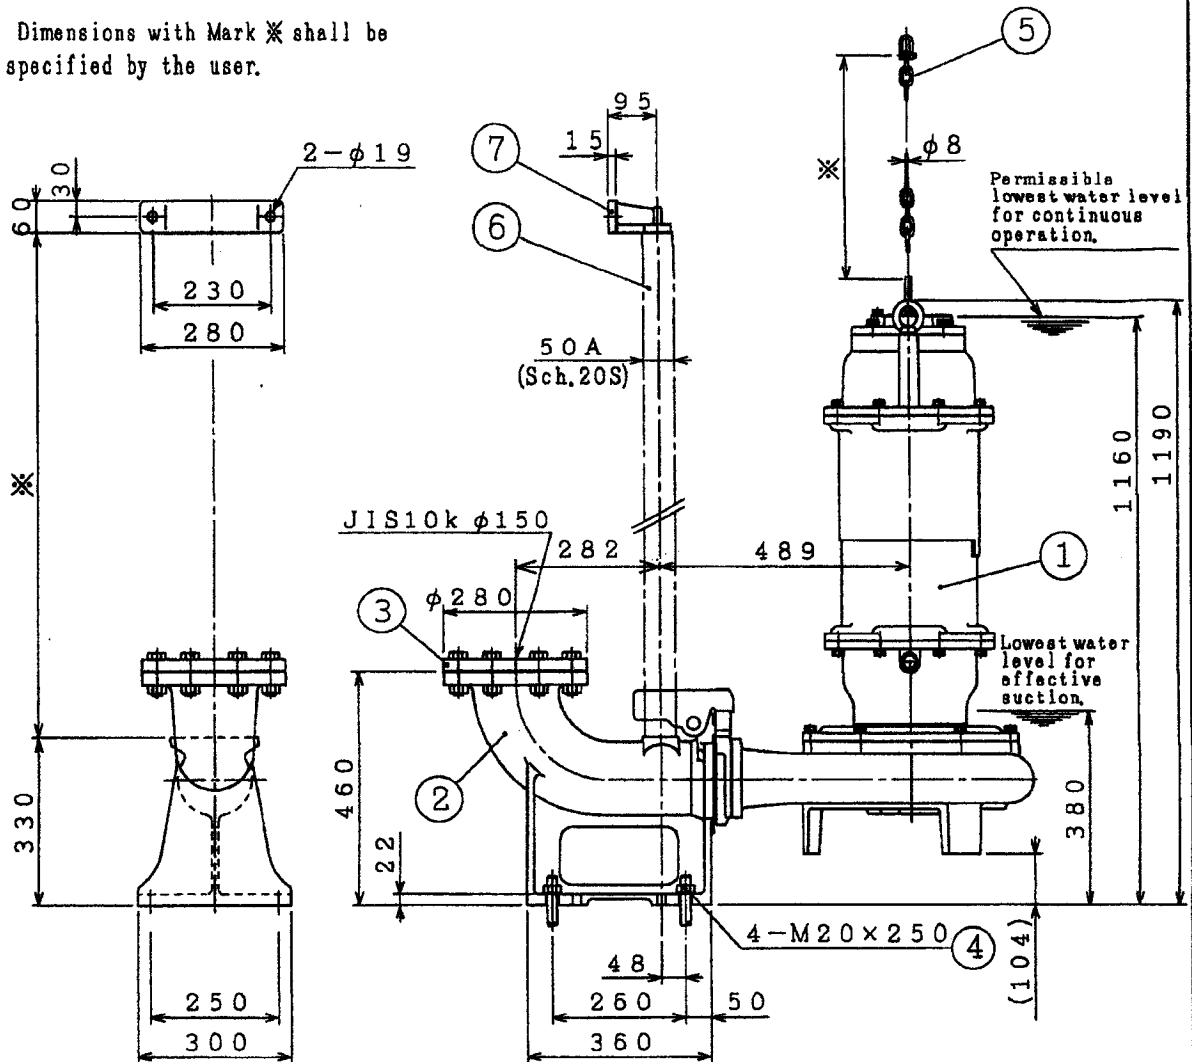 Dimensions with Mark ※ shall be
specified by the user.
5
95
15
7
2-φ19
30
60
※
φ8
Permissible
lowest water level
for continuous
operation.
6
230
280
50A
(Sch.20S)
※
1160
1190
JIS10k φ150
282
489
1
φ280
3
Lowest water
level for
effective
suction.
330
460
2
22
380
4-M20×250
4
(104)
48
250
260
50
300
360